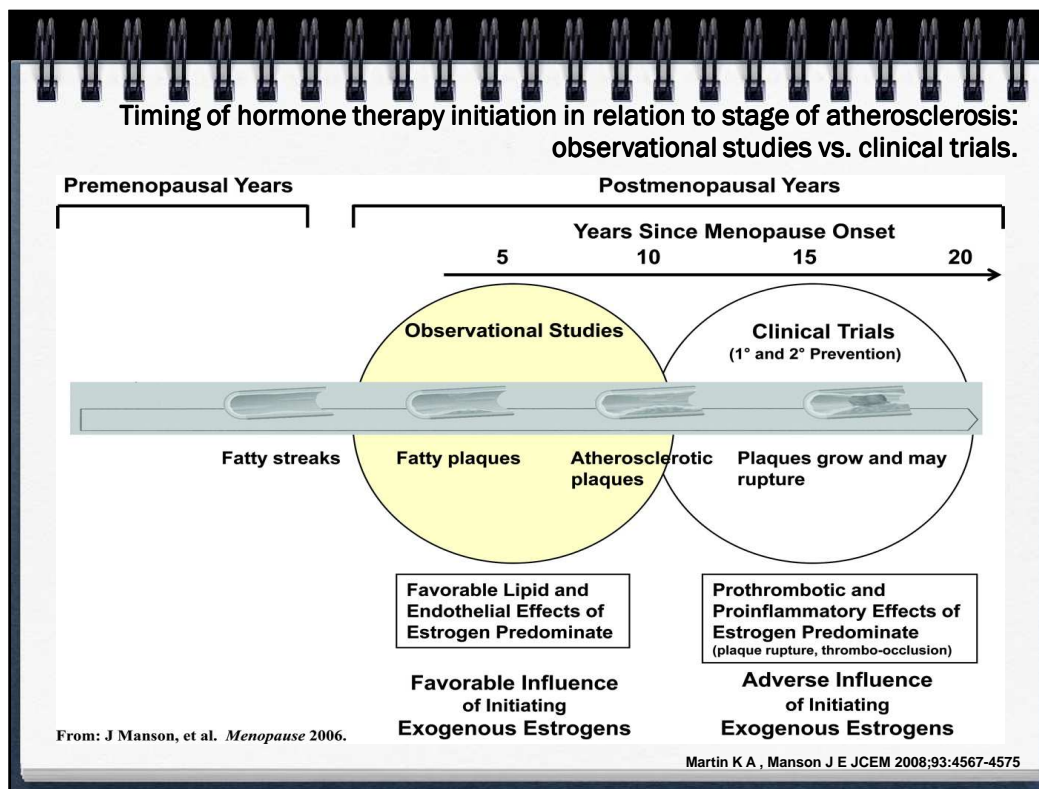 Timing of hormone therapy initiation in relation to stage of atherosclerosis:
observational studies vs. clinical trials.
Premenopausal Years
Postmenopausal Years
Years Since Menopause Onset
5 10 15 20
Observational Studies
Clinical Trials
(1° and 2° Prevention)
Fatty streaks
Fatty plaques
Atherosclerotic
plaques
Plaques grow and may
rupture
Favorable Lipid and
Endothelial Effects of
Estrogen Predominate
Prothrombotic and
Proinflammatory Effects of
Estrogen Predominate
(plaque rupture, thrombo-occlusion)
Favorable Influence
of Initiating
Exogenous Estrogens
Adverse Influence
of Initiating
Exogenous Estrogens
From: J Manson, et al. Menopause 2006.
Martin K A , Manson J E JCEM 2008;93:4567-4575